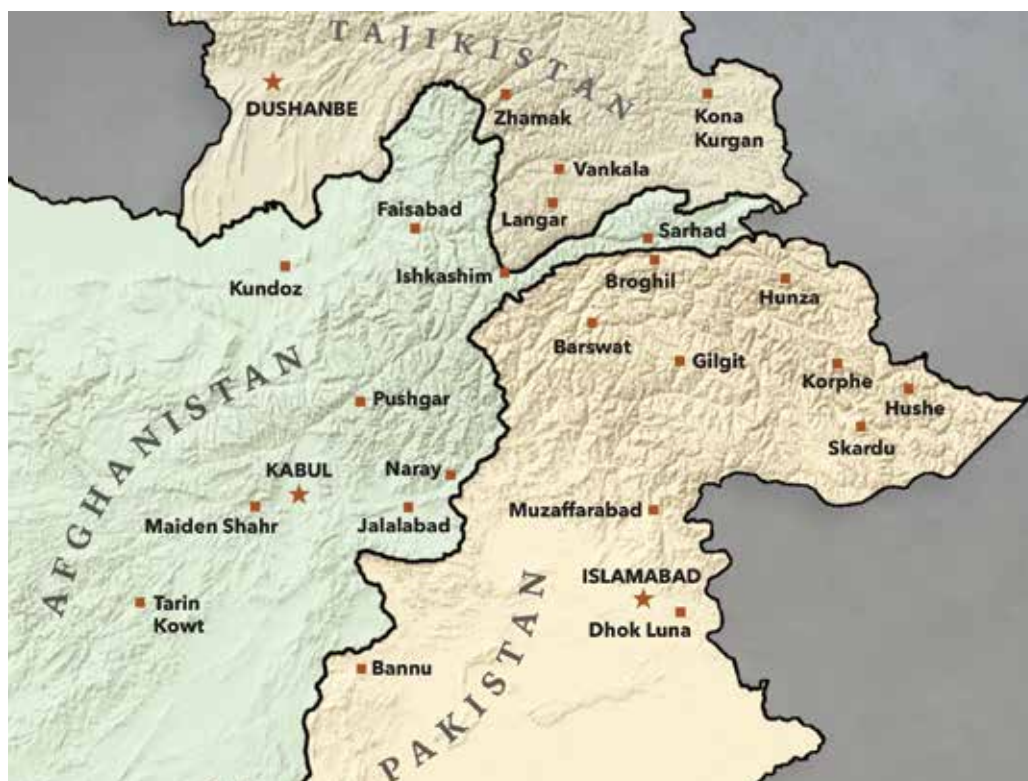 TAJIKISTAN
DUSHANBE
Zhamak
Kona
Kurgan
Vankala
Langar
Faisabad
Sarhad
Kundoz
Ishkashim
Broghil
Hunza
Barswat
Gilgit
Korphe
Hushe
Skardu
AFGHANISTAN
Pushgar
KABUL
Naray
Maiden Shahr
Jalalabad
Muzaffarabad
ISLAMABAD
Dhok Luna
Tarin
Kowt
Bannu
PAKISTAN